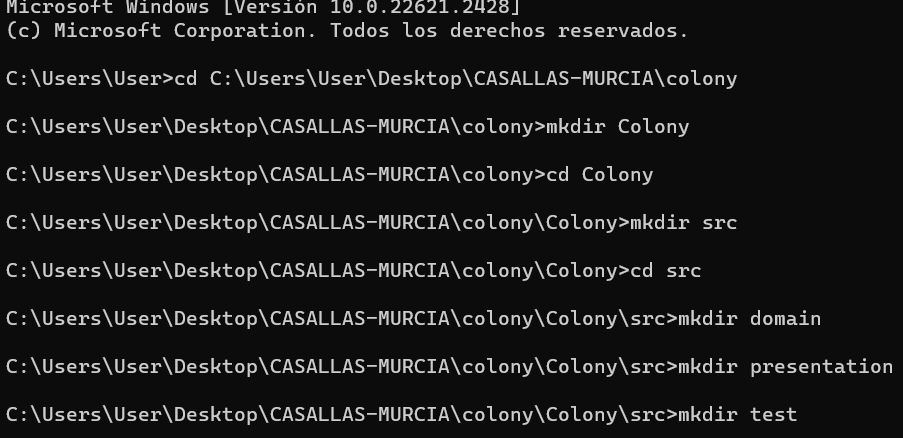 Microsoft Windows [Versión 10.0.22621.2428]
(c) Microsoft Corporation. Todos los derechos reservados.
C:\Users\User>cd C:\Users\User\Desktop\CASALLAS-MURCIA\colony
C:\Users\User\Desktop\CASALLAS-MURCIA\colony>mkdir Colony
C:\Users\User\Desktop\CASALLAS-MURCIA\colony>cd Colony
C:\Users\User\Desktop\CASALLAS-MURCIA\colony\Colony>mkdir src
C:\Users\User\Desktop\CASALLAS-MURCIA\colony\Colony>cd src
C:\Users\User\Desktop\CASALLAS-MURCIA\colony\Colony\src>mkdir domain
C:\Users\User\Desktop\CASALLAS-MURCIA\colony\Colony\src>mkdir presentation
C:\Users\User\Desktop\CASALLAS-MURCIA\colony\Colony\src>mkdir test